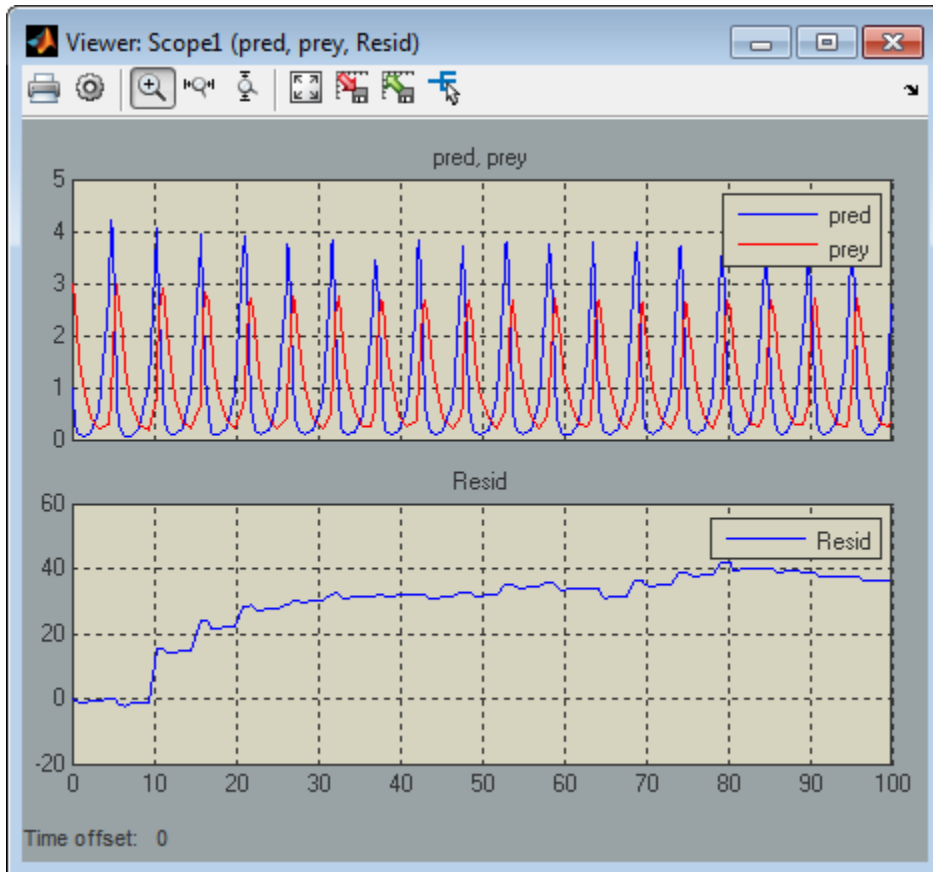 Viewer: Scope1 (pred, prey, Resid)
pred, prey
5
4
3
2
1
0
pred
prey
Resid
60
40
20
0
-20
Resid
0 10 20 30 40 50 60 70 80 90 100
Time offset: 0